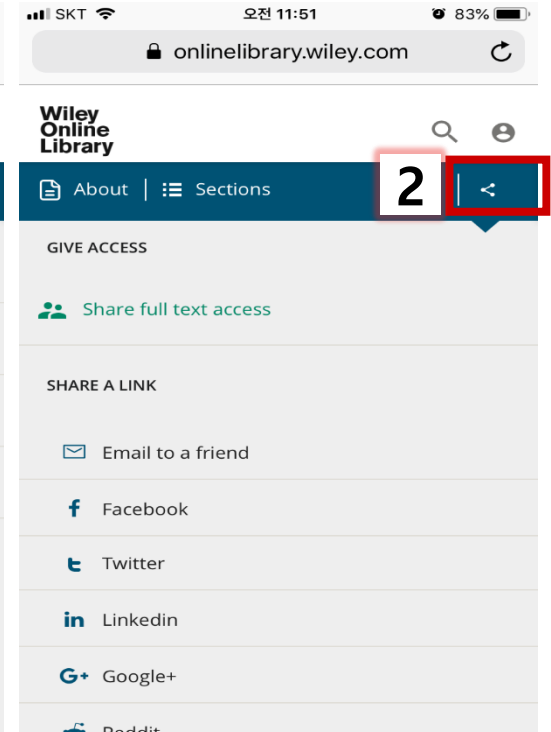 SKT 오전 11:51 83%
onlinelibrary.wiley.com
Wiley
Online
Library
About Sections 2
GIVE ACCESS
Share full text access
SHARE A LINK
Email to a friend
Facebook
Twitter
Linkedin
G+ Google+
Reddit